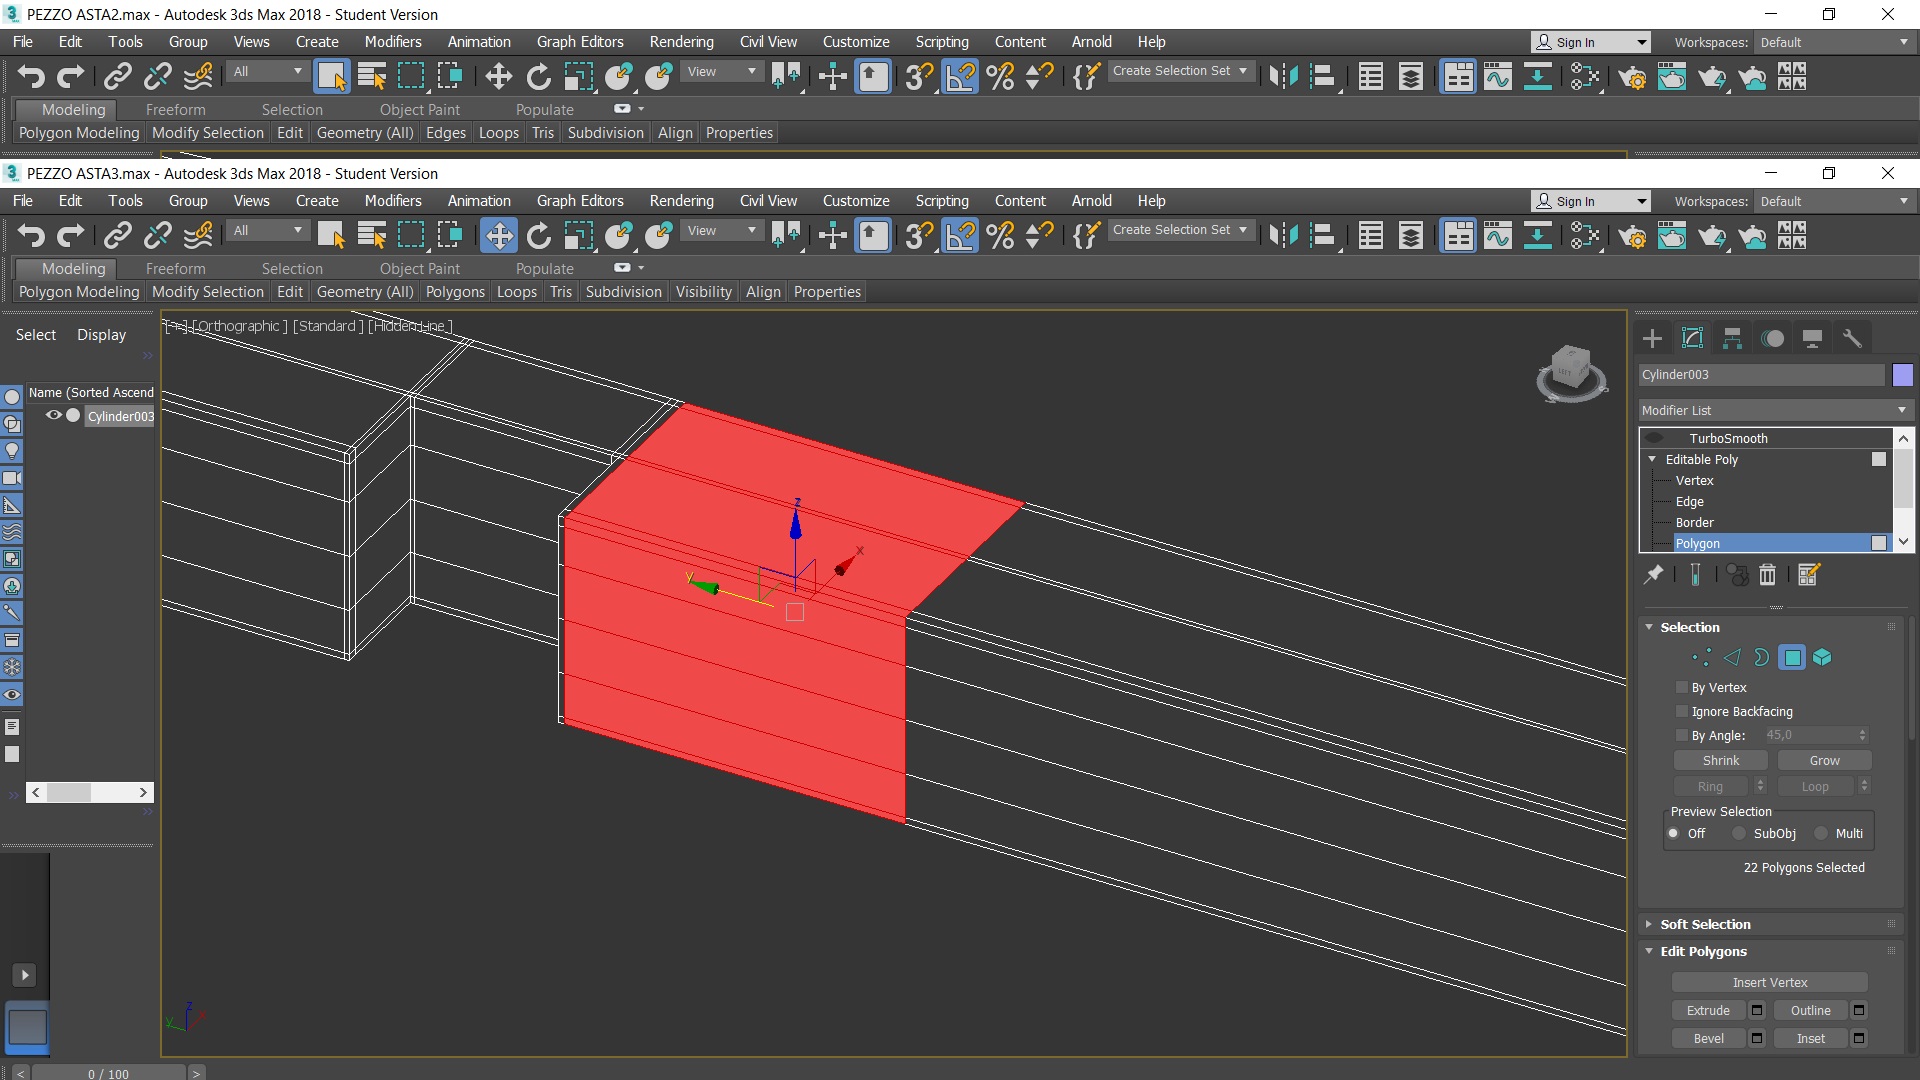 PEZZO ASTA2.max - Autodesk 3ds Max 2018 - Student Version
File Edit Tools Group Views Create Modifiers Animation Graph Editors Rendering Civil View Customize Scripting Content Arnold Help Sign In Workspaces: Default
All View Create Selection Set
Modeling Freeform Selection Object Paint Populate
Polygon Modeling Modify Selection Edit Geometry (All) Edges Loops Tris Subdivision Align Properties
PEZZO ASTA3.max - Autodesk 3ds Max 2018 - Student Version
File Edit Tools Group Views Create Modifiers Animation Graph Editors Rendering Civil View Customize Scripting Content Arnold Help Sign In Workspaces: Default
All View Create Selection Set
Modeling Freeform Selection Object Paint Populate
Polygon Modeling Modify Selection Edit Geometry (All) Polygons Loops Tris Subdivision Visibility Align Properties
[+] [Orthographic ] [Standard ] [Hidden Line ]
Select Display
Name (Sorted Ascend
Cylinder003
Cylinder003
Modifier List
TurboSmooth
Editable Poly
Vertex
Edge
Border
Polygon
z
x
y
Selection
By Vertex
Ignore Backfacing
By Angle: 45,0
Shrink Grow
Ring Loop
Preview Selection
Off SubObj Multi
22 Polygons Selected
Soft Selection
Edit Polygons
Insert Vertex
Extrude Outline
Bevel Inset
z
y x
0 / 100